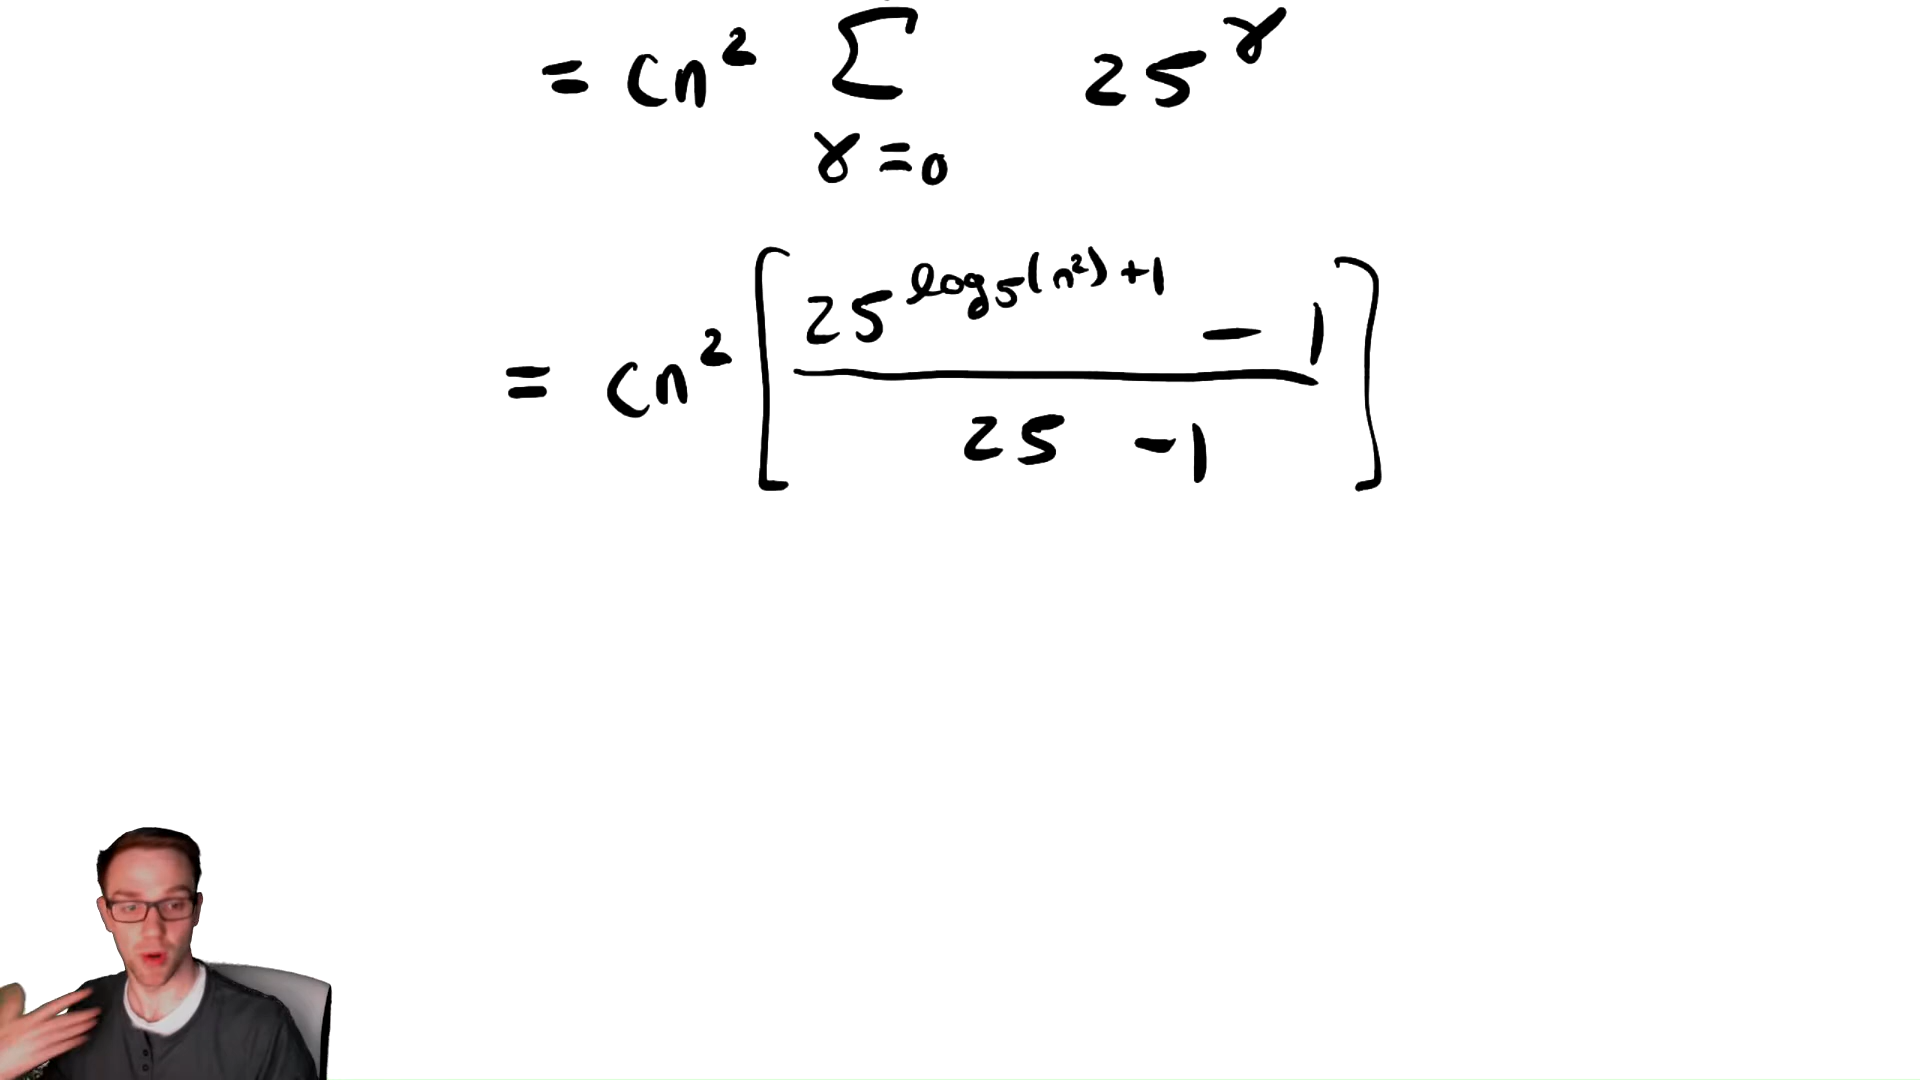 = cn² Σ 25^γ
γ = 0
= cn² [ (25^(log₅(n²) + 1) − 1) / (25 − 1) ]